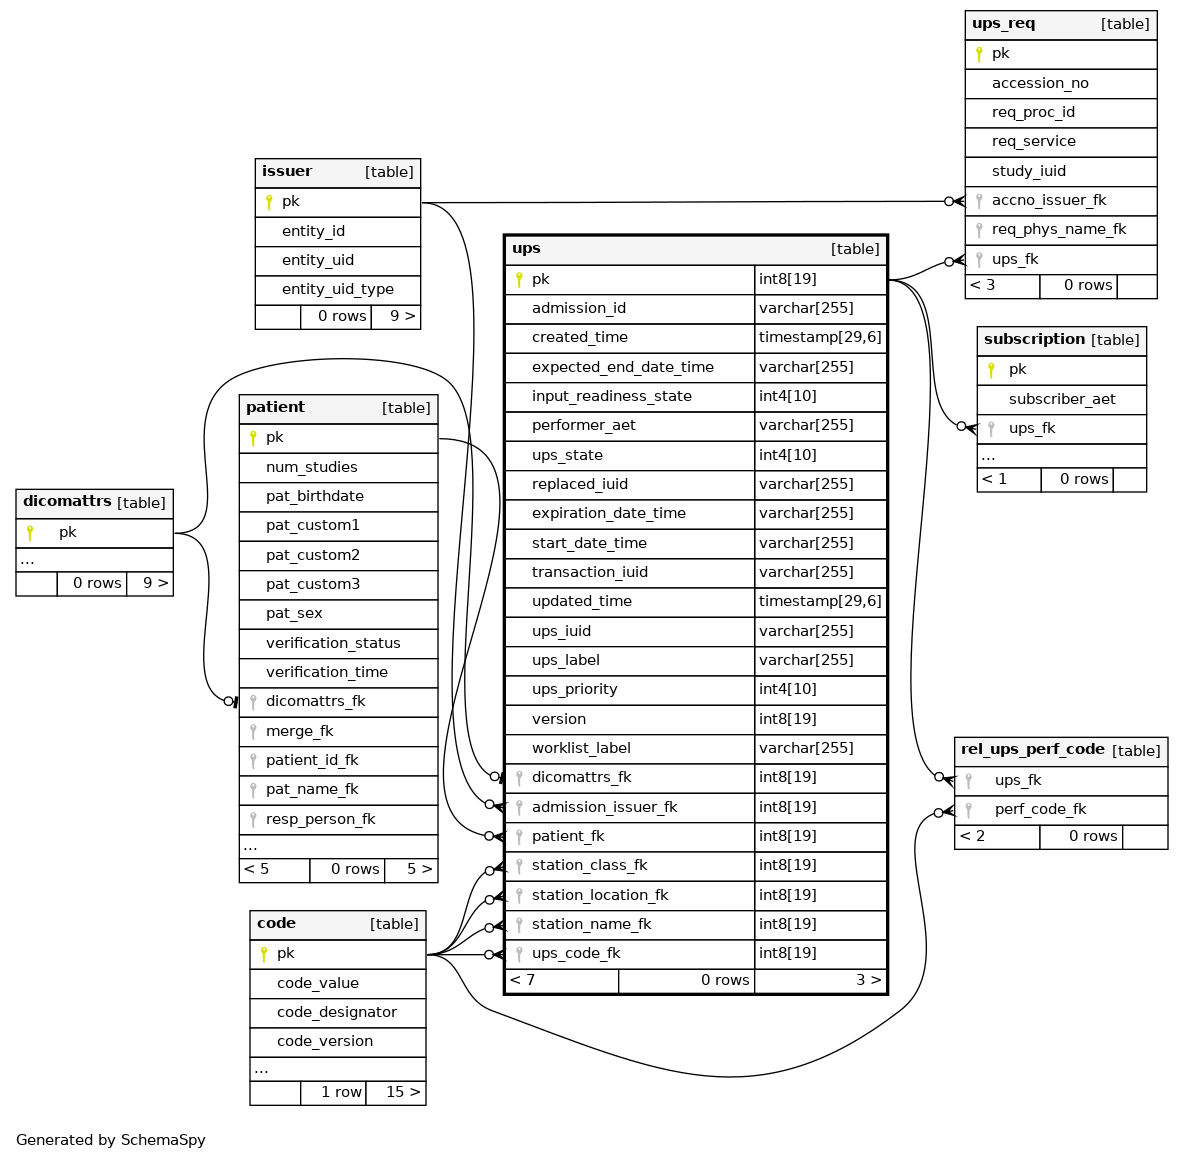 ups_req [table]
pk
accession_no
req_proc_id
req_service
study_iuid
accno_issuer_fk
req_phys_name_fk
ups_fk
< 3 0 rows
issuer [table]
pk
entity_id
entity_uid
entity_uid_type
0 rows 9 >
ups [table]
pk int8[19]
admission_id varchar[255]
created_time timestamp[29,6]
expected_end_date_time varchar[255]
input_readiness_state int4[10]
performer_aet varchar[255]
ups_state int4[10]
replaced_iuid varchar[255]
expiration_date_time varchar[255]
start_date_time varchar[255]
transaction_iuid varchar[255]
updated_time timestamp[29,6]
ups_iuid varchar[255]
ups_label varchar[255]
ups_priority int4[10]
version int8[19]
worklist_label varchar[255]
dicomattrs_fk int8[19]
admission_issuer_fk int8[19]
patient_fk int8[19]
station_class_fk int8[19]
station_location_fk int8[19]
station_name_fk int8[19]
ups_code_fk int8[19]
< 7 0 rows 3 >
subscription [table]
pk
subscriber_aet
ups_fk
...
< 1 0 rows
patient [table]
pk
num_studies
pat_birthdate
pat_custom1
pat_custom2
pat_custom3
pat_sex
verification_status
verification_time
dicomattrs_fk
merge_fk
patient_id_fk
pat_name_fk
resp_person_fk
...
< 5 0 rows 5 >
dicomattrs [table]
pk
...
0 rows 9 >
rel_ups_perf_code [table]
ups_fk
perf_code_fk
< 2 0 rows
code [table]
pk
code_value
code_designator
code_version
...
1 row 15 >
Generated by SchemaSpy